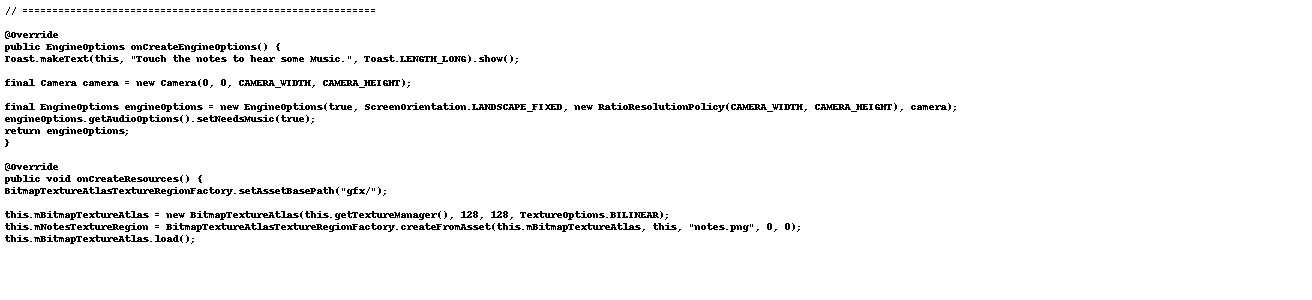 // ===========================================================
@Override
public EngineOptions onCreateEngineOptions() {
Toast.makeText(this, "Touch the notes to hear some Music.", Toast.LENGTH_LONG).show();
final Camera camera = new Camera(0, 0, CAMERA_WIDTH, CAMERA_HEIGHT);
final EngineOptions engineOptions = new EngineOptions(true, ScreenOrientation.LANDSCAPE_FIXED, new RatioResolutionPolicy(CAMERA_WIDTH, CAMERA_HEIGHT), camera);
engineOptions.getAudioOptions().setNeedsMusic(true);
return engineOptions;
}
@Override
public void onCreateResources() {
BitmapTextureAtlasTextureRegionFactory.setAssetBasePath("gfx/");
this.mBitmapTextureAtlas = new BitmapTextureAtlas(this.getTextureManager(), 128, 128, TextureOptions.BILINEAR);
this.mNotesTextureRegion = BitmapTextureAtlasTextureRegionFactory.createFromAsset(this.mBitmapTextureAtlas, this, "notes.png", 0, 0);
this.mBitmapTextureAtlas.load();